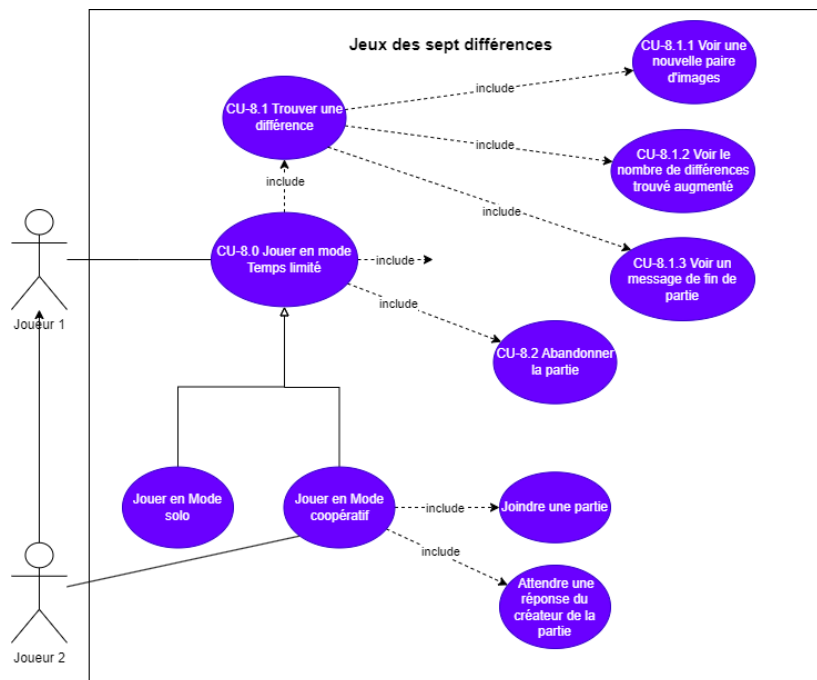 Jeux des sept différences
CU-8.1.1 Voir une
nouvelle paire
d'images
CU-8.1 Trouver une
différence
include
include
CU-8.1.2 Voir le
nombre de différences
trouvé augmenté
include
include
CU-8.0 Jouer en mode
Temps limité
include
CU-8.1.3 Voir un
message de fin de
partie
Joueur 1
include
CU-8.2 Abandonner
la partie
Jouer en Mode
solo
Jouer en Mode
coopératif
include
Joindre une partie
include
Attendre une
réponse du
créateur de la
partie
Joueur 2